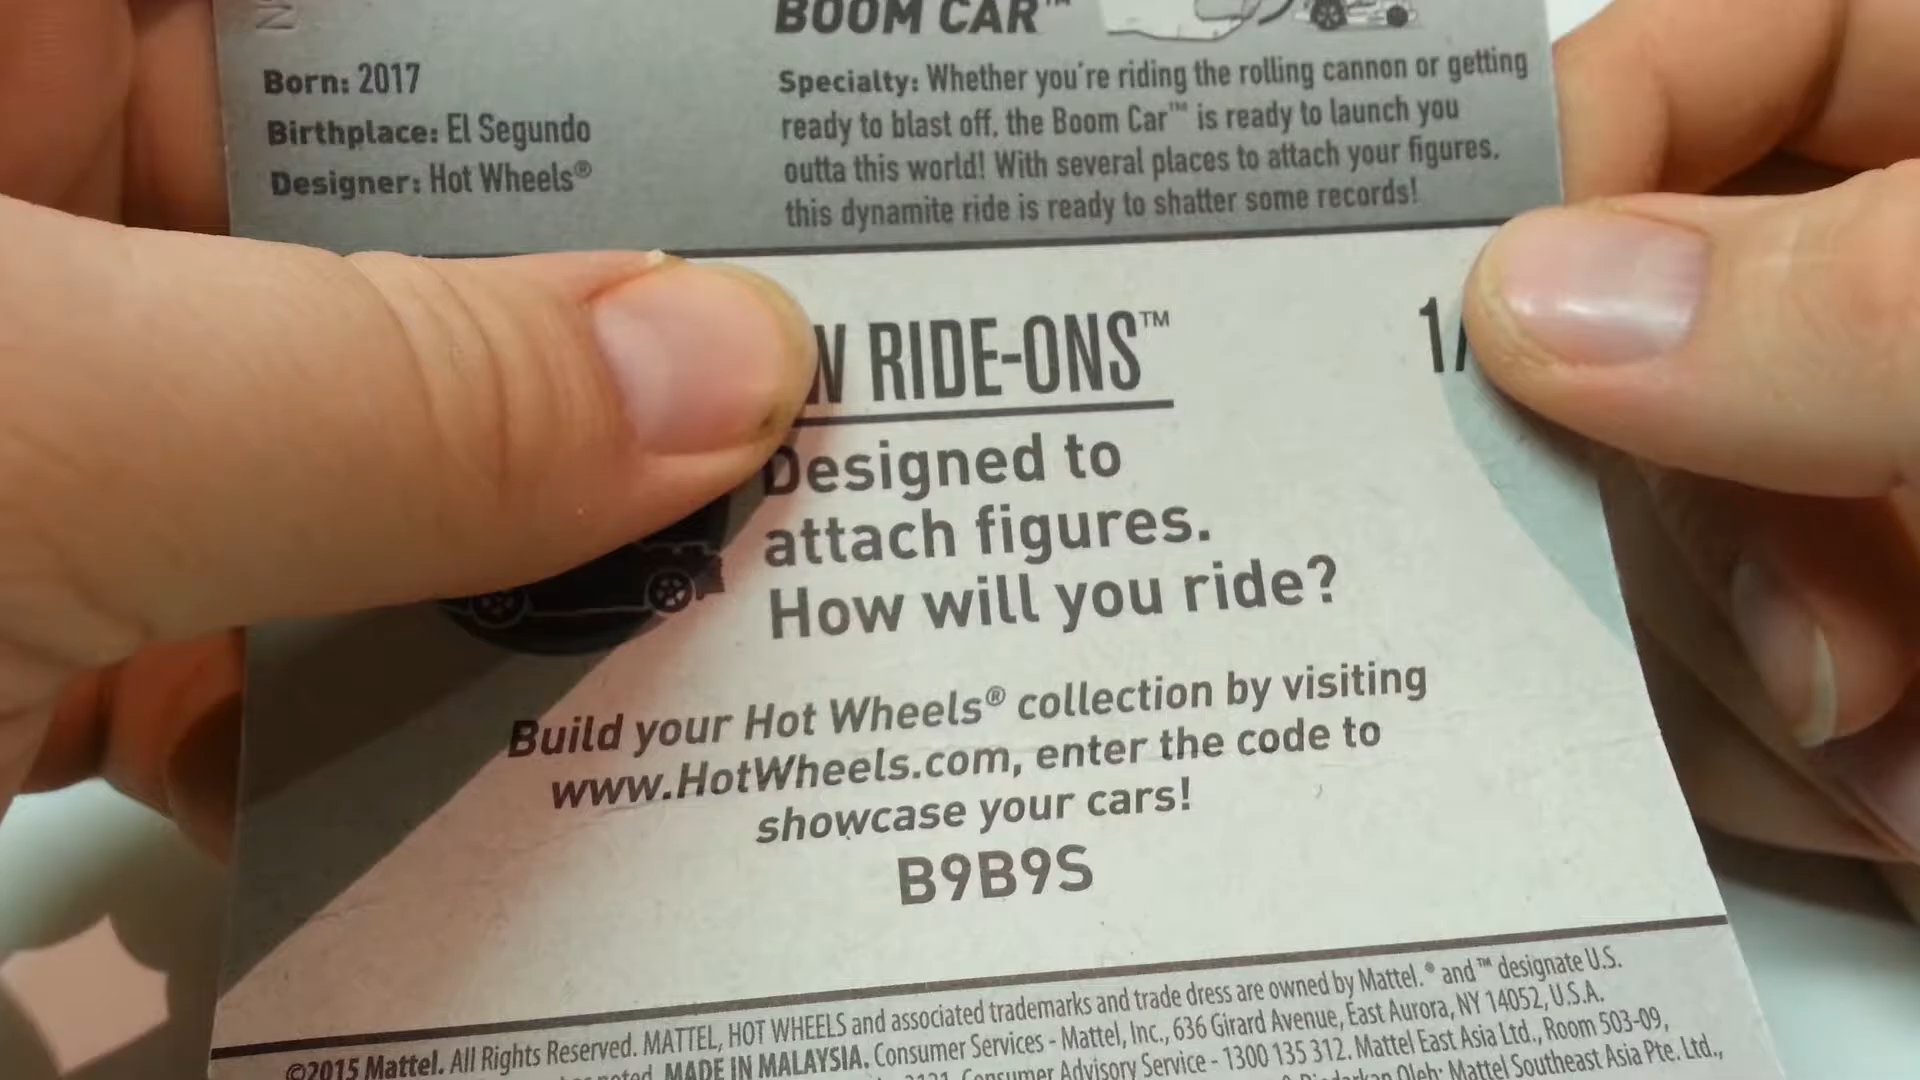 BOOM CAR™
Born: 2017
Birthplace: El Segundo
Designer: Hot Wheels®
Specialty: Whether you're riding the rolling cannon or getting
ready to blast off, the Boom Car™ is ready to launch you
outta this world! With several places to attach your figures,
this dynamite ride is ready to shatter some records!
W RIDE-ONS™
1/
Designed to
attach figures.
How will you ride?
Build your Hot Wheels® collection by visiting
www.HotWheels.com, enter the code to
showcase your cars!
B9B9S
©2015 Mattel. All Rights Reserved. MATTEL, HOT WHEELS and associated trademarks and trade dress are owned by Mattel. ® and ™ designate U.S.
noted. MADE IN MALAYSIA. Consumer Services - Mattel, Inc., 636 Girard Avenue, East Aurora, NY 14052, U.S.A.
Consumer Advisory Service - 1300 135 312. Mattel East Asia Ltd., Room 503-09,
Oleh: Mattel Southeast Asia Pte. Ltd.,